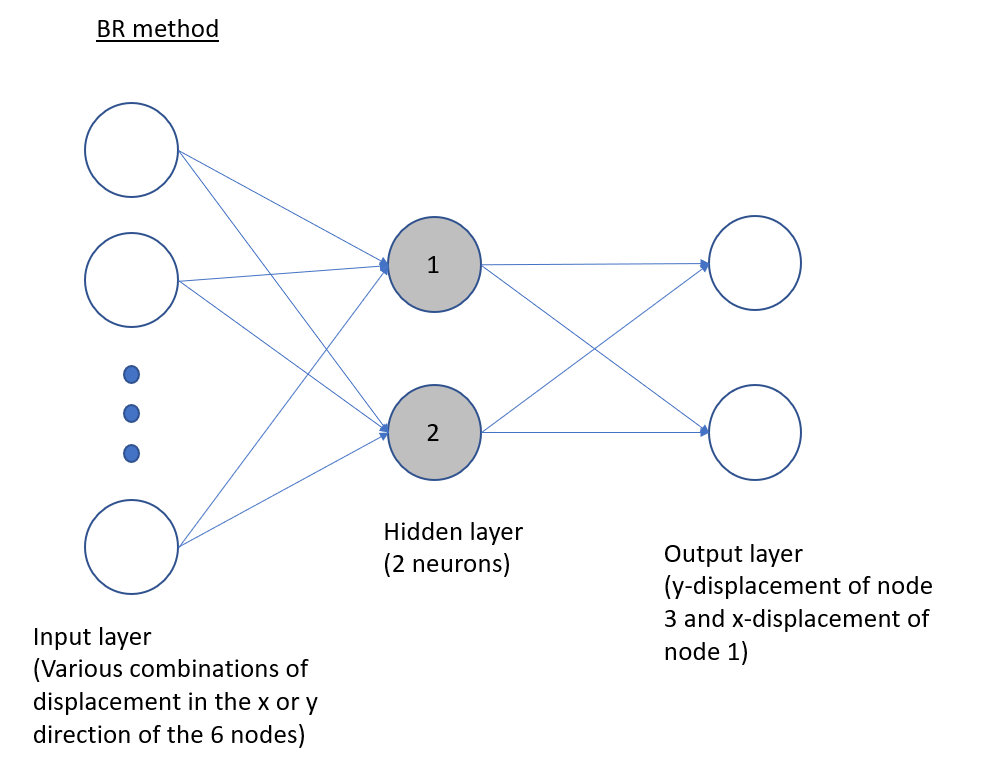 BR method
1
2
Hidden layer
(2 neurons)
Output layer
(y-displacement of node
3 and x-displacement of
node 1)
Input layer
(Various combinations of
displacement in the x or y
direction of the 6 nodes)